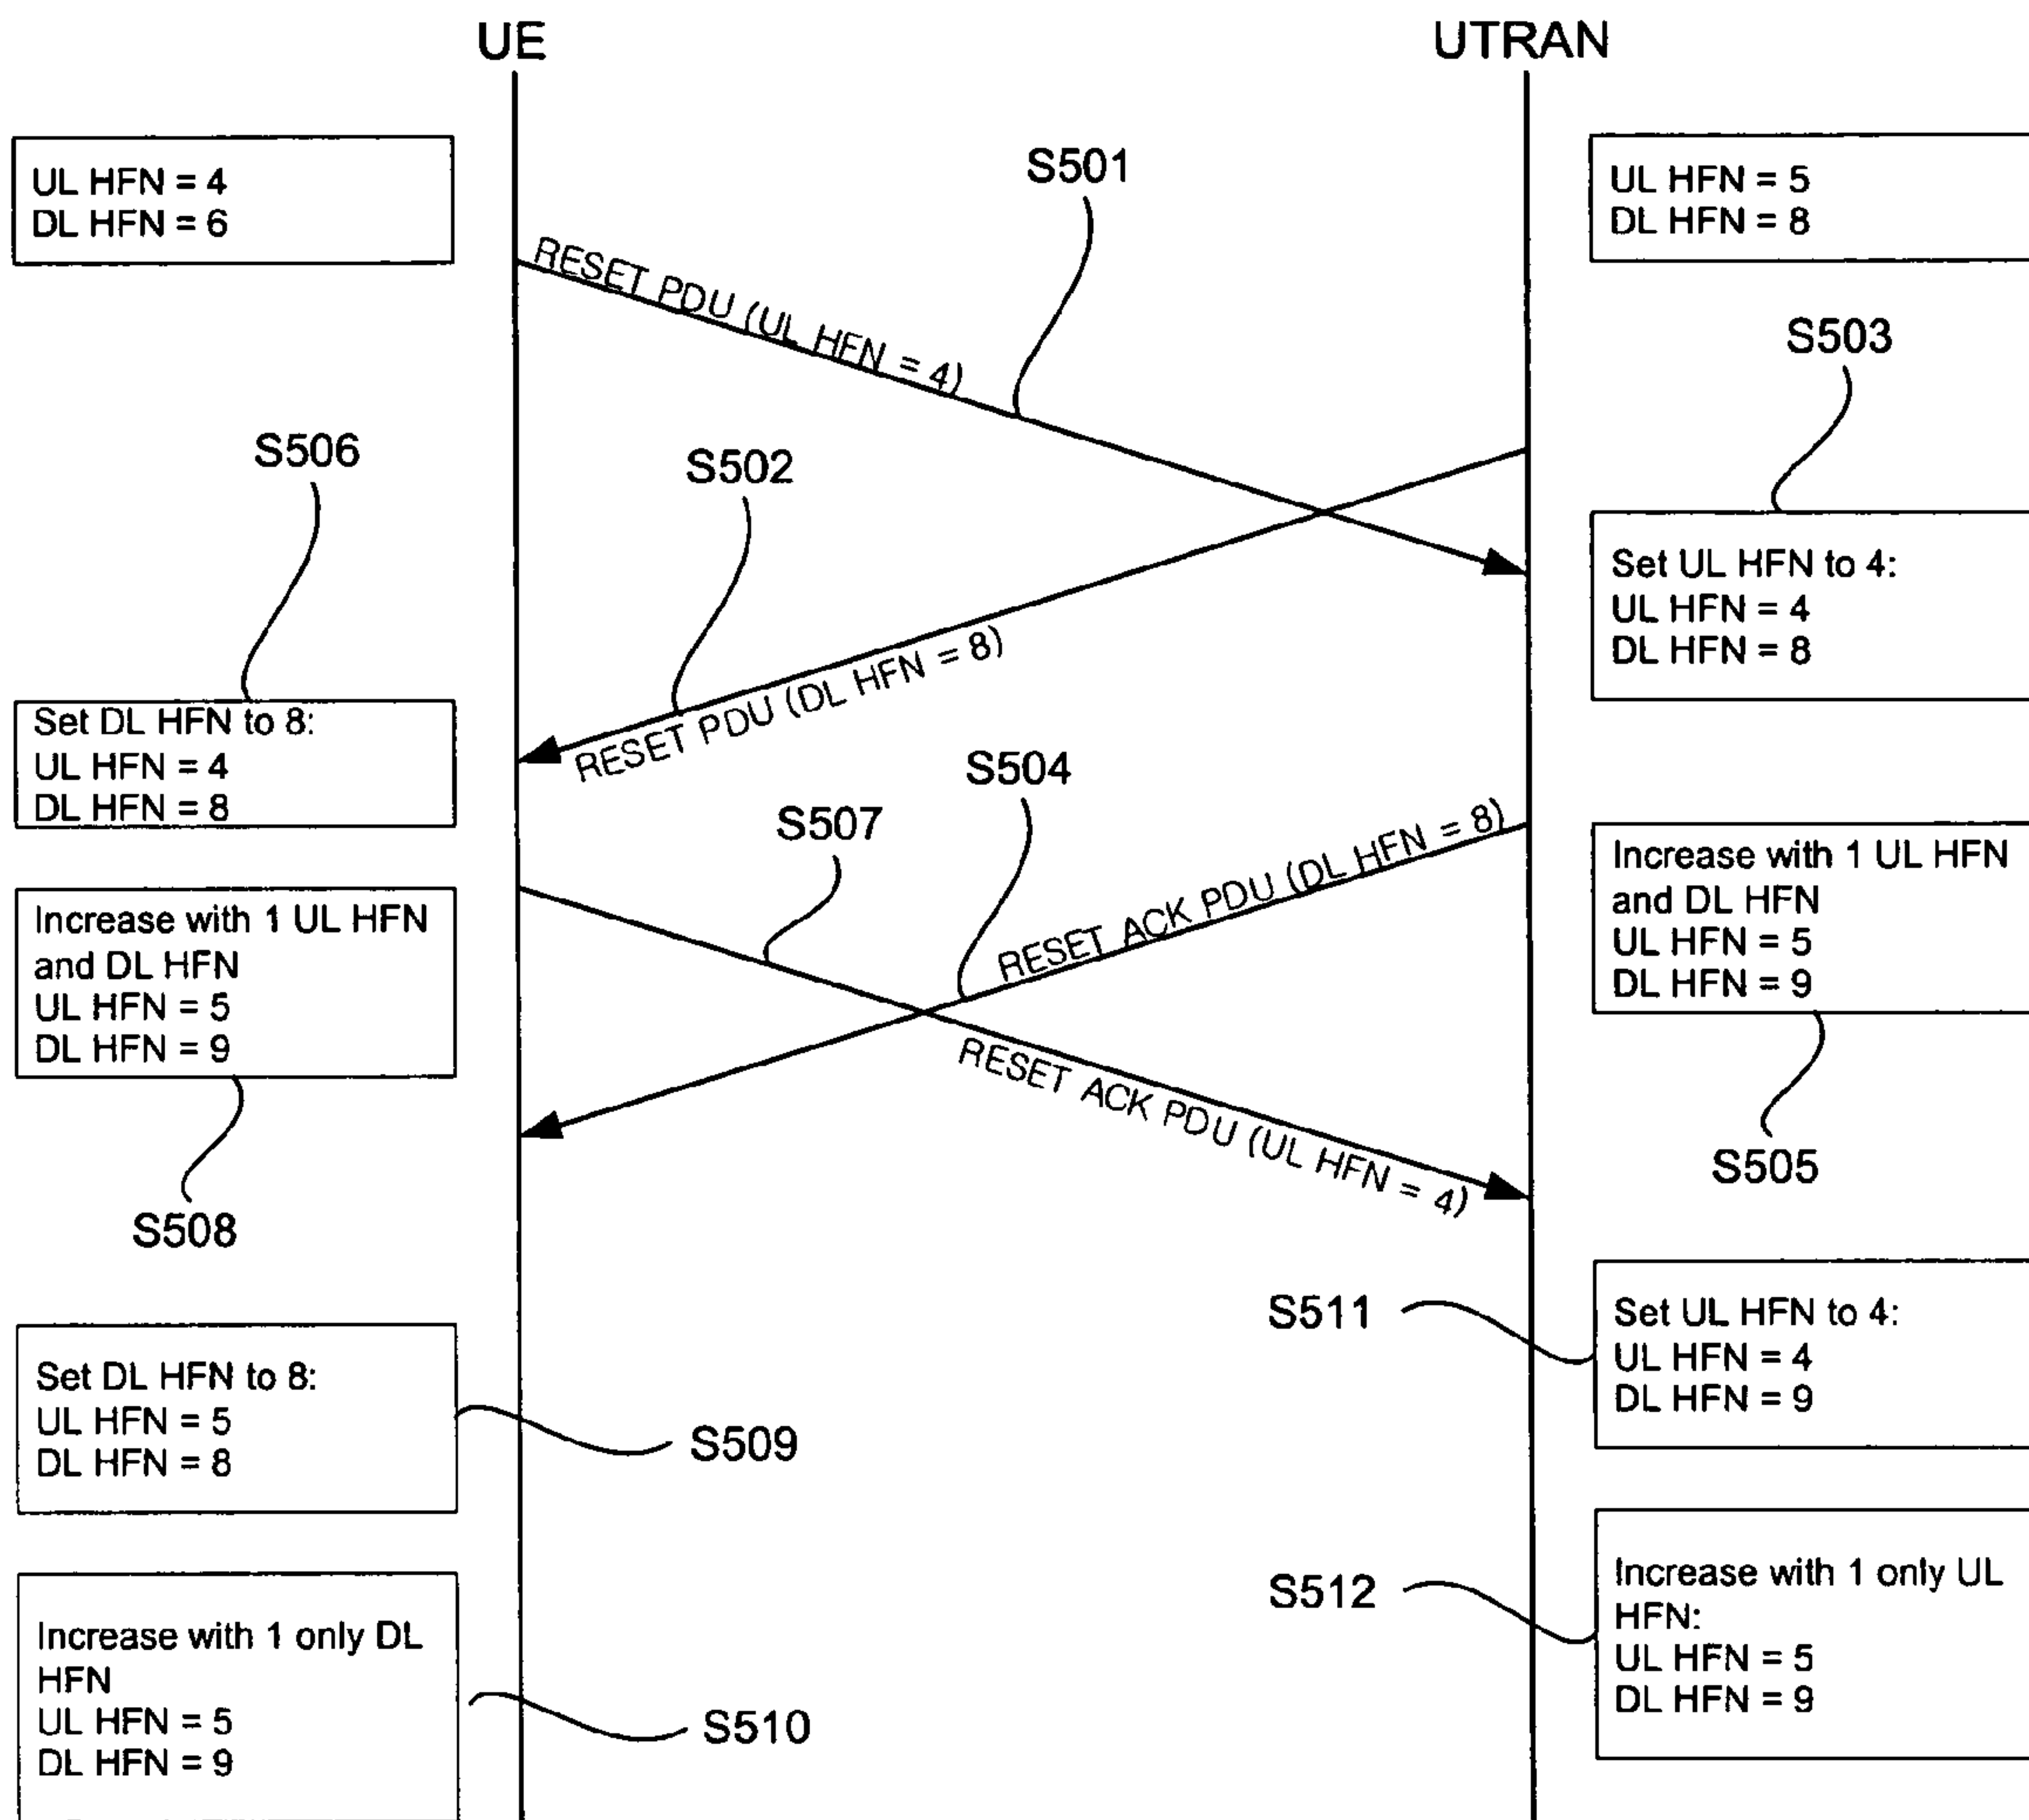 UE
UTRAN
UL HFN = 4
DL HFN = 6
S501
UL HFN = 5
DL HFN = 8
RESET PDU (UL HFN = 4)
S503
S506
S502
Set UL HFN to 4:
UL HFN = 4
DL HFN = 8
RESET PDU (DL HFN = 8)
Set DL HFN to 8:
UL HFN = 4
DL HFN = 8
S504
S507
RESET ACK PDU (DL HFN = 8)
Increase with 1 UL HFN
and DL HFN
UL HFN = 5
DL HFN = 9
Increase with 1 UL HFN
and DL HFN
UL HFN = 5
DL HFN = 9
RESET ACK PDU (UL HFN = 4)
S505
S508
S511
Set UL HFN to 4:
UL HFN = 4
DL HFN = 9
Set DL HFN to 8:
UL HFN = 5
DL HFN = 8
S509
S512
Increase with 1 only UL
HFN:
UL HFN = 5
DL HFN = 9
Increase with 1 only DL
HFN
UL HFN = 5
DL HFN = 9
S510